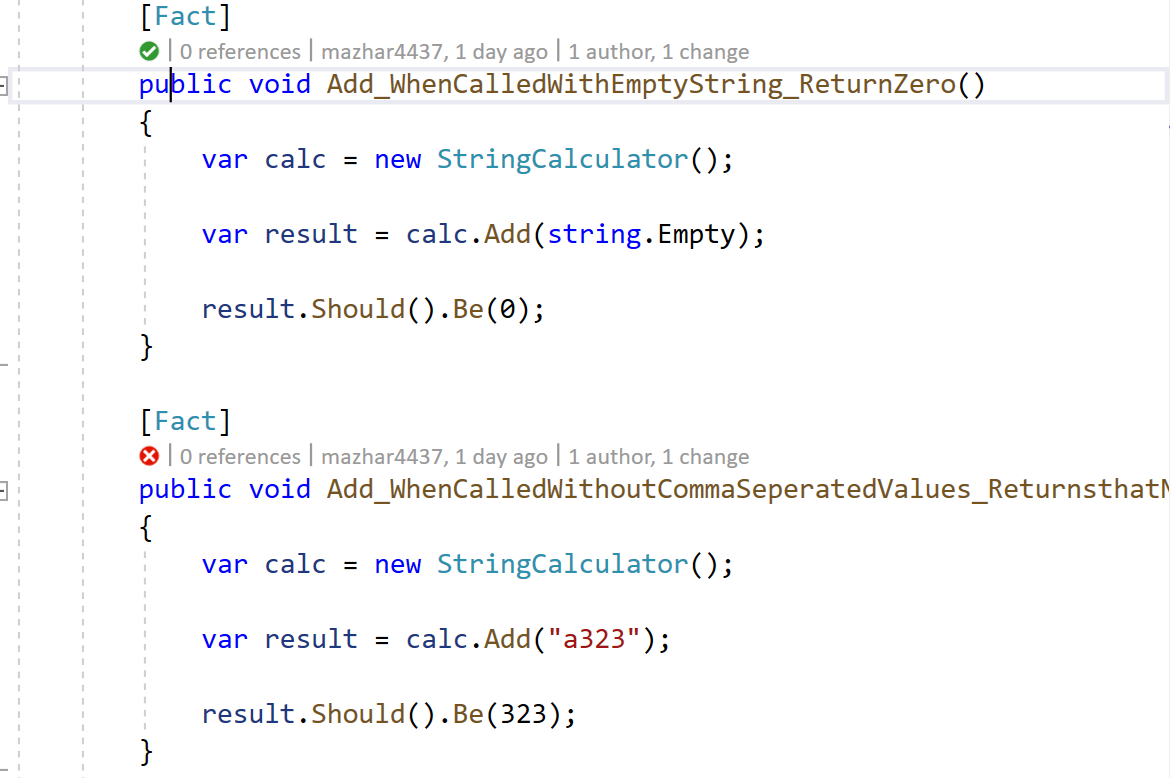 [Fact]
0 references | mazhar4437, 1 day ago | 1 author, 1 change
public void Add_WhenCalledWithEmptyString_ReturnZero()
{
var calc = new StringCalculator();
var result = calc.Add(string.Empty);
result.Should().Be(0);
}
[Fact]
0 references | mazhar4437, 1 day ago | 1 author, 1 change
public void Add_WhenCalledWithoutCommaSeperatedValues_ReturnsthatN
{
var calc = new StringCalculator();
var result = calc.Add("a323");
result.Should().Be(323);
}